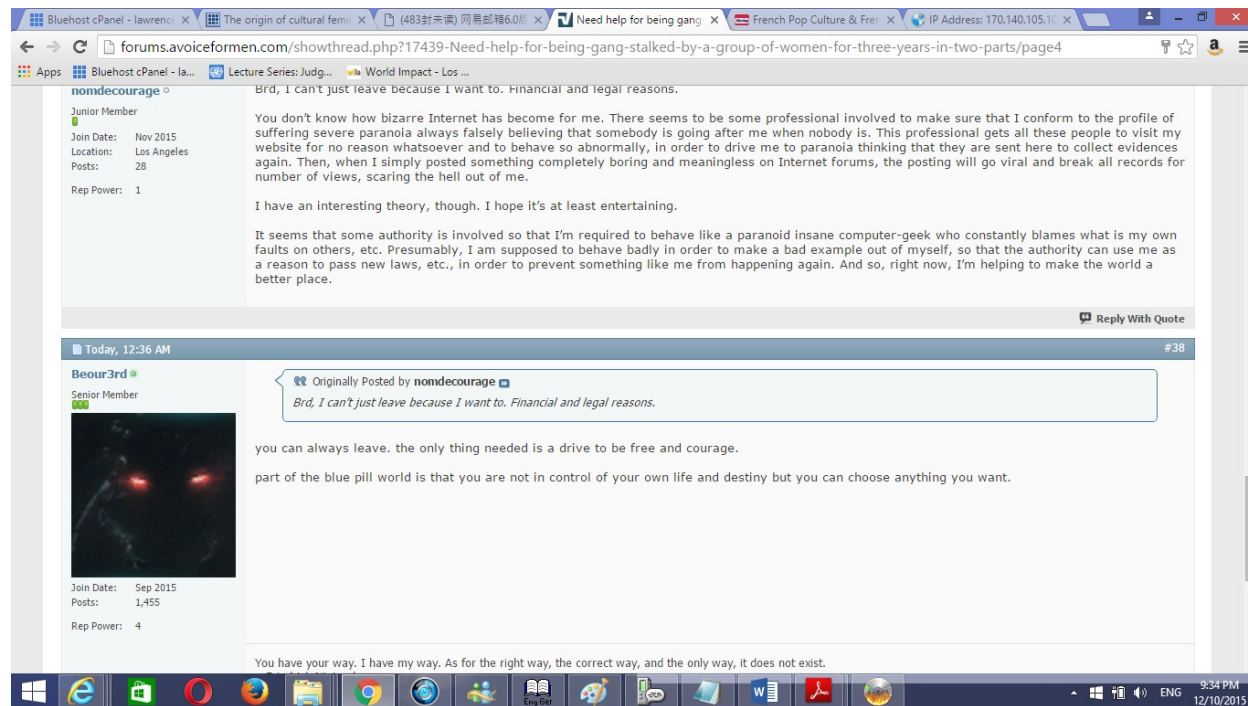 Bluehost cPanel - lawrence
The origin of cultural femin
(483封未读) 网易邮箱6.0版
Need help for being gang
French Pop Culture & Fren
IP Address: 170.140.105.10
forums.avoiceformen.com/showthread.php?17439-Need-help-for-being-gang-stalked-by-a-group-of-women-for-three-years-in-two-parts/page4
Apps Bluehost cPanel - la... Lecture Series: Judg... World Impact - Los ...
nomdecourage
Junior Member
Join Date: Nov 2015
Location: Los Angeles
Posts: 28
Rep Power: 1
Brd, I can't just leave because I want to. Financial and legal reasons.
You don't know how bizarre Internet has become for me. There seems to be some professional involved to make sure that I conform to the profile of
suffering severe paranoia always falsely believing that somebody is going after me when nobody is. This professional gets all these people to visit my
website for no reason whatsoever and to behave so abnormally, in order to drive me to paranoia thinking that they are sent here to collect evidences
again. Then, when I simply posted something completely boring and meaningless on Internet forums, the posting will go viral and break all records for
number of views, scaring the hell out of me.
I have an interesting theory, though. I hope it's at least entertaining.
It seems that some authority is involved so that I'm required to behave like a paranoid insane computer-geek who constantly blames what is my own
faults on others, etc. Presumably, I am supposed to behave badly in order to make a bad example out of myself, so that the authority can use me as
a reason to pass new laws, etc., in order to prevent something like me from happening again. And so, right now, I'm helping to make the world a
better place.
Reply With Quote
Today, 12:36 AM
#38
Beour3rd
Senior Member
Join Date: Sep 2015
Posts: 1,455
Rep Power: 4
Originally Posted by nomdecourage
Brd, I can't just leave because I want to. Financial and legal reasons.
you can always leave. the only thing needed is a drive to be free and courage.
part of the blue pill world is that you are not in control of your own life and destiny but you can choose anything you want.
You have your way. I have my way. As for the right way, the correct way, and the only way, it does not exist.
Eng Ger
ENG
9:34 PM
12/10/2015